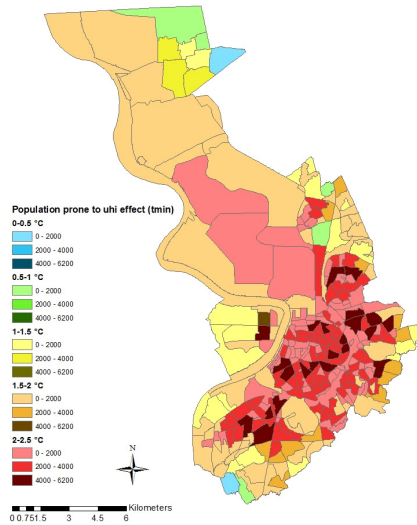 Population prone to uhi effect (tmin)
0-0.5 °C
0 - 2000
2000 - 4000
4000 - 6200
0.5-1 °C
0 - 2000
2000 - 4000
4000 - 6200
1-1.5 °C
0 - 2000
2000 - 4000
4000 - 6200
1.5-2 °C
0 - 2000
2000 - 4000
4000 - 6200
2-2.5 °C
0 - 2000
2000 - 4000
4000 - 6200
N
Kilometers
0 0.751.5 3 4.5 6